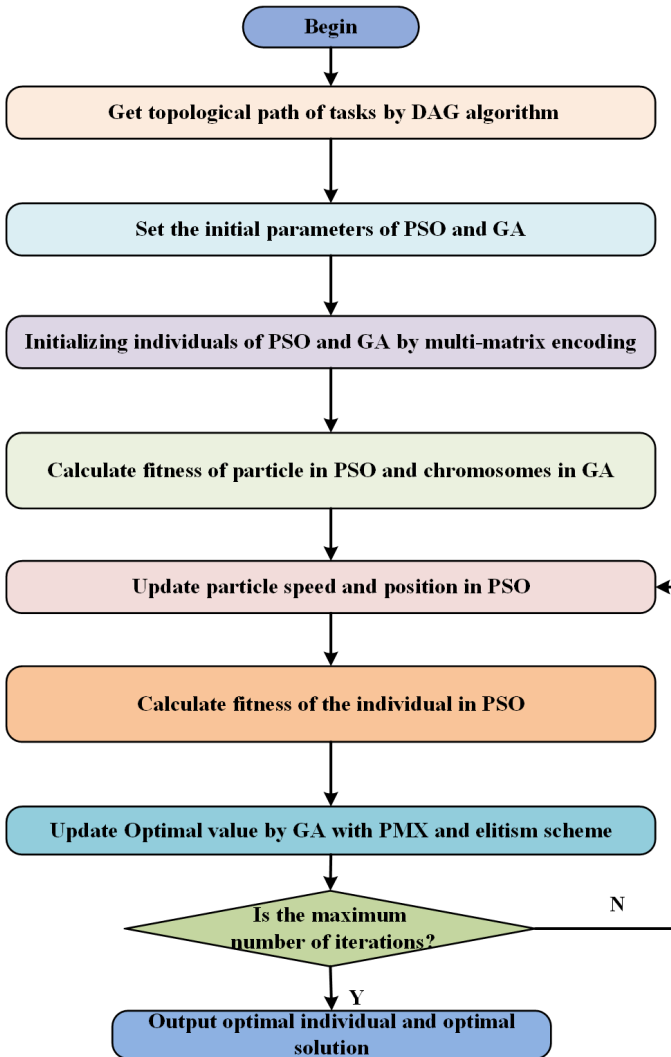 Begin
Get topological path of tasks by DAG algorithm
Set the initial parameters of PSO and GA
Initializing individuals of PSO and GA by multi-matrix encoding
Calculate fitness of particle in PSO and chromosomes in GA
Update particle speed and position in PSO
Calculate fitness of the individual in PSO
Update Optimal value by GA with PMX and elitism scheme
Is the maximum
number of iterations?
N
Y
Output optimal individual and optimal
solution